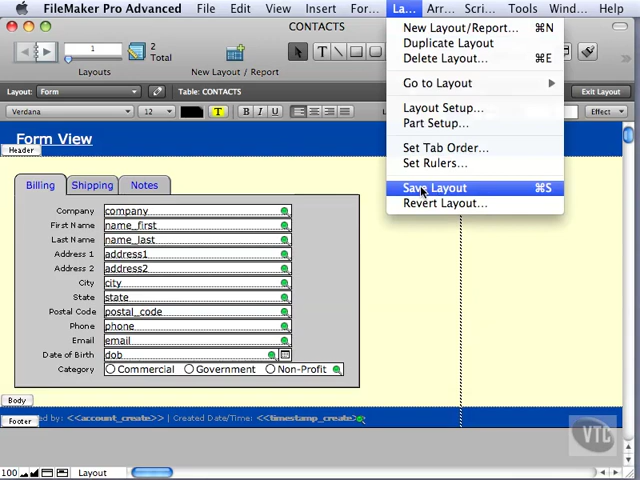 FileMaker Pro Advanced File Edit View Insert For... La... Arr... Scri... Tools Wind... Help
CONTACTS
1
2
Total
Layouts
New Layout / Report
Layout: Form
Table: CONTACTS
Exit Layout
Verdana 12 T B I U Effect
Form View
Header
Billing Shipping Notes
Company company
First Name name_first
Last Name name_last
Address 1 address1
Address 2 address2
City city
State state
Postal Code postal_code
Phone phone
Email email
Date of Birth dob
Category Commercial Government Non-Profit
Body
ed by: <<account_create>> | Created Date/Time: <<timestamp_create>
Footer
New Layout/Report... ⌘N
Duplicate Layout
Delete Layout... ⌘E
Go to Layout
Layout Setup...
Part Setup...
Set Tab Order...
Set Rulers...
Save Layout ⌘S
Revert Layout...
VTC
100 Layout